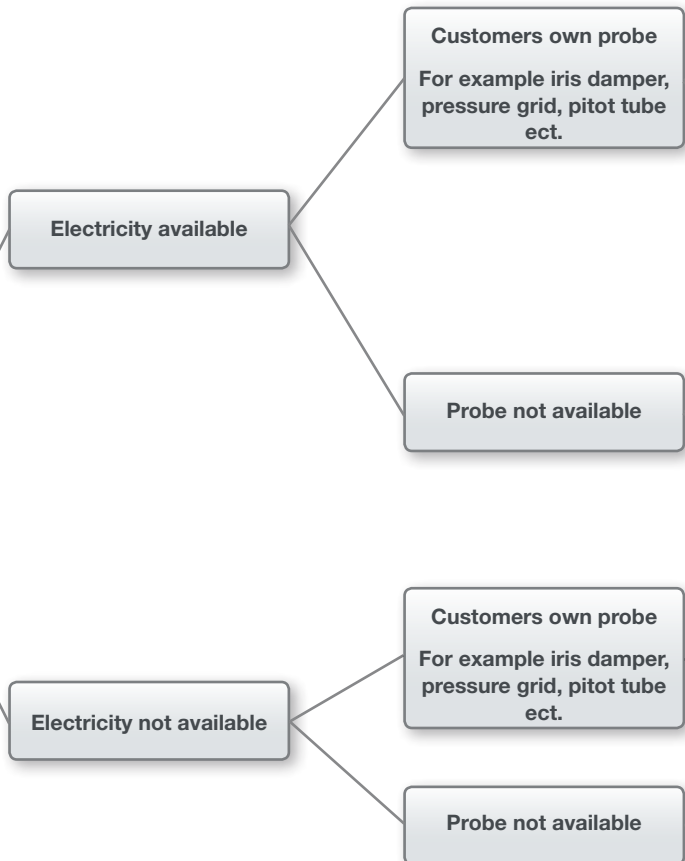 Customers own probe
For example iris damper,
pressure grid, pitot tube
ect.
Electricity available
Probe not available
Customers own probe
For example iris damper,
pressure grid, pitot tube
ect.
Electricity not available
Probe not available